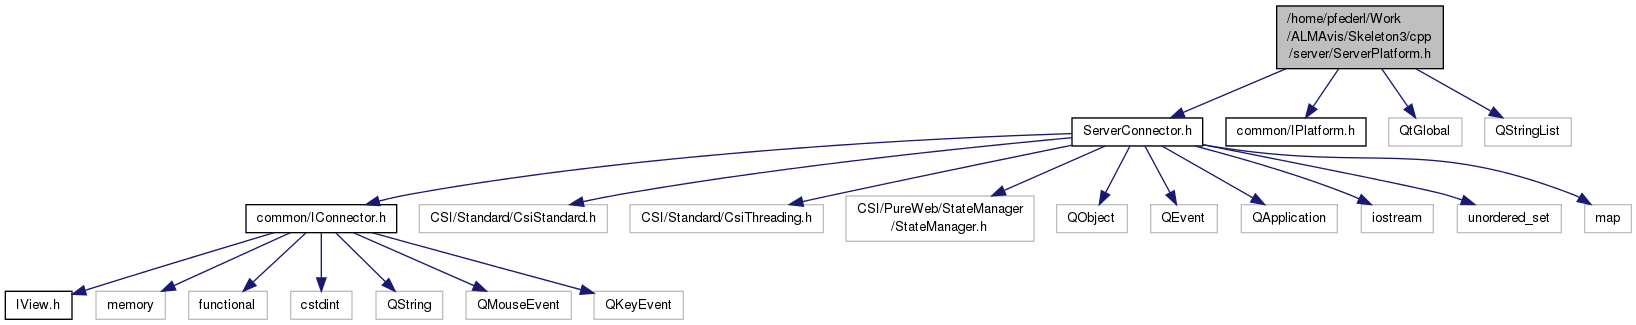 /home/pfederl/Work
/ALMAvis/Skeleton3/cpp
/server/ServerPlatform.h
ServerConnector.h
common/IPlatform.h
QtGlobal
QStringList
common/IConnector.h
CSI/Standard/CsiStandard.h
CSI/Standard/CsiThreading.h
CSI/PureWeb/StateManager
/StateManager.h
QObject
QEvent
QApplication
iostream
unordered_set
map
IView.h
memory
functional
cstdint
QString
QMouseEvent
QKeyEvent